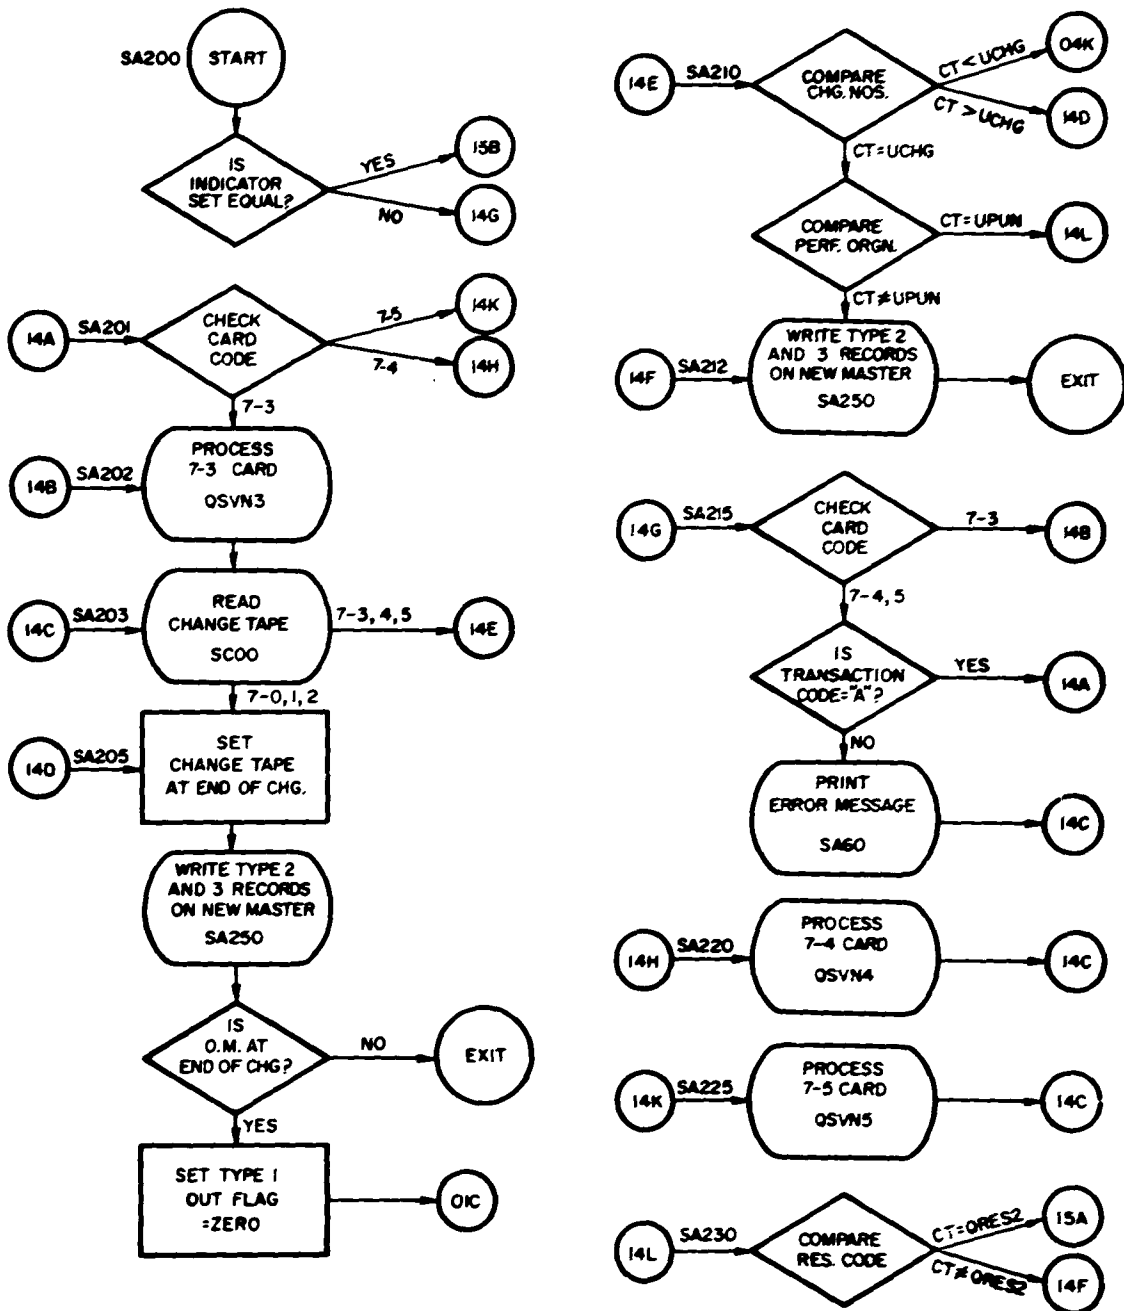 SA200
START
IS
INDICATOR
SET EQUAL?
YES
15B
NO
14G
14A
SA201
CHECK
CARD
CODE
7-5
14K
7-4
14H
7-3
14B
SA202
PROCESS
7-3 CARD
QSVN3
14C
SA203
READ
CHANGE TAPE
SC00
7-3, 4, 5
14E
7-0, 1, 2
14D
SA205
SET
CHANGE TAPE
AT END OF CHG.
WRITE TYPE 2
AND 3 RECORDS
ON NEW MASTER
SA250
IS
O.M. AT
END OF CHG?
NO
EXIT
YES
SET TYPE 1
OUT FLAG
=ZERO
01C
14E
SA210
COMPARE
CHG. NOS.
CT < UCHG
04K
CT > UCHG
14D
CT=UCHG
COMPARE
PERF. ORGN.
CT=UPUN
14L
CT≠UPUN
14F
SA212
WRITE TYPE 2
AND 3 RECORDS
ON NEW MASTER
SA250
EXIT
14G
SA215
CHECK
CARD
CODE
7-3
14B
7-4, 5
IS
TRANSACTION
CODE="A"?
YES
14A
NO
PRINT
ERROR MESSAGE
SA60
14C
14H
SA220
PROCESS
7-4 CARD
QSVN4
14C
14K
SA225
PROCESS
7-5 CARD
QSVN5
14C
14L
SA230
COMPARE
RES. CODE
CT=ORES2
15A
CT≠ORES2
14F